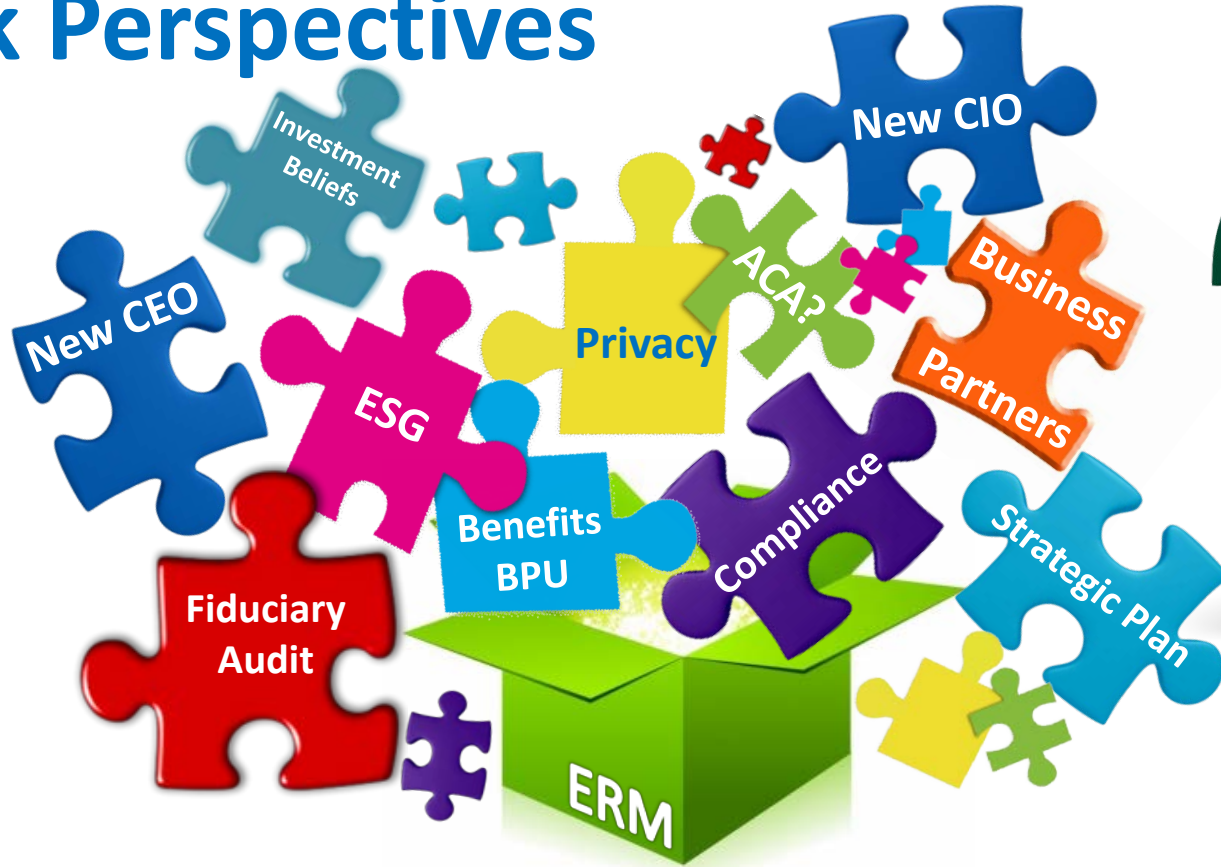 k Perspectives
New CIO
Investment
Beliefs
Business
Partners
ACA?
New CEO
Privacy
ESG
Compliance
Benefits
BPU
Strategic Plan
Fiduciary
Audit
ERM